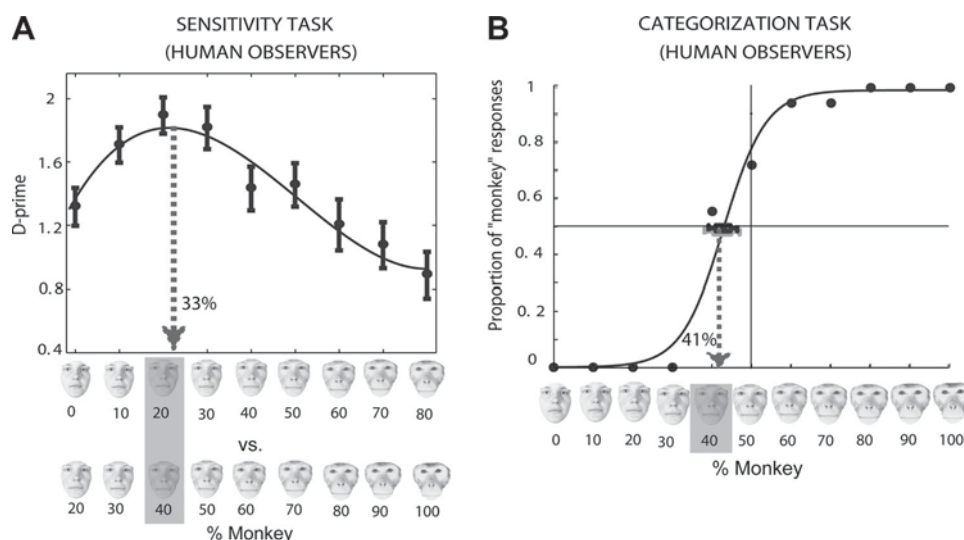 A
SENSITIVITY TASK
(HUMAN OBSERVERS)
D-prime
2
1.6
1.2
0.8
0.4
33%
0 10 20 30 40 50 60 70 80
vs.
20 30 40 50 60 70 80 90 100
% Monkey
B
CATEGORIZATION TASK
(HUMAN OBSERVERS)
Proportion of "monkey" responses
1
0.8
0.6
0.4
0. 2
0
41%
0 10 20 30 40 50 60 70 80 90 100
% Monkey